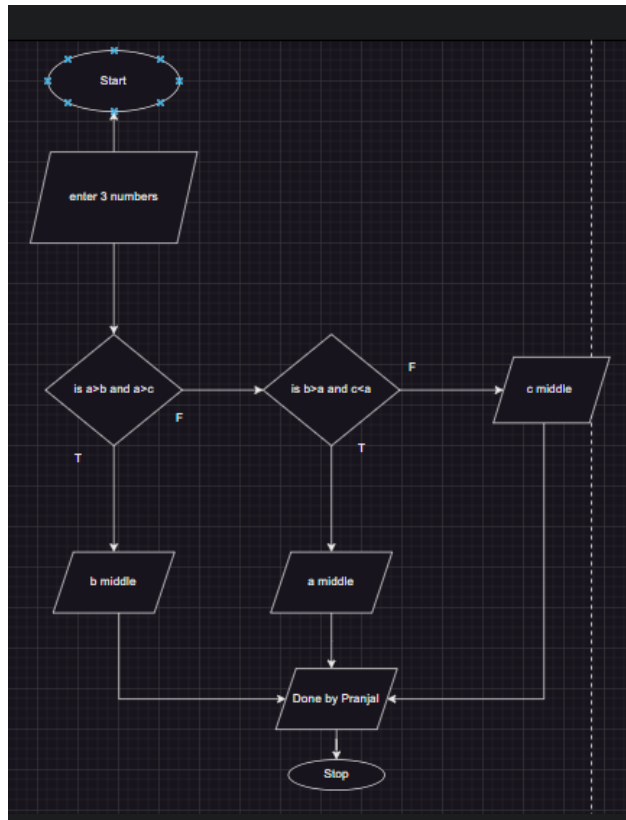 Start
enter 3 numbers
is a>b and a>c
is b>a and c<a
F
c middle
F
T
T
b middle
a middle
Done by Pranjal
Stop